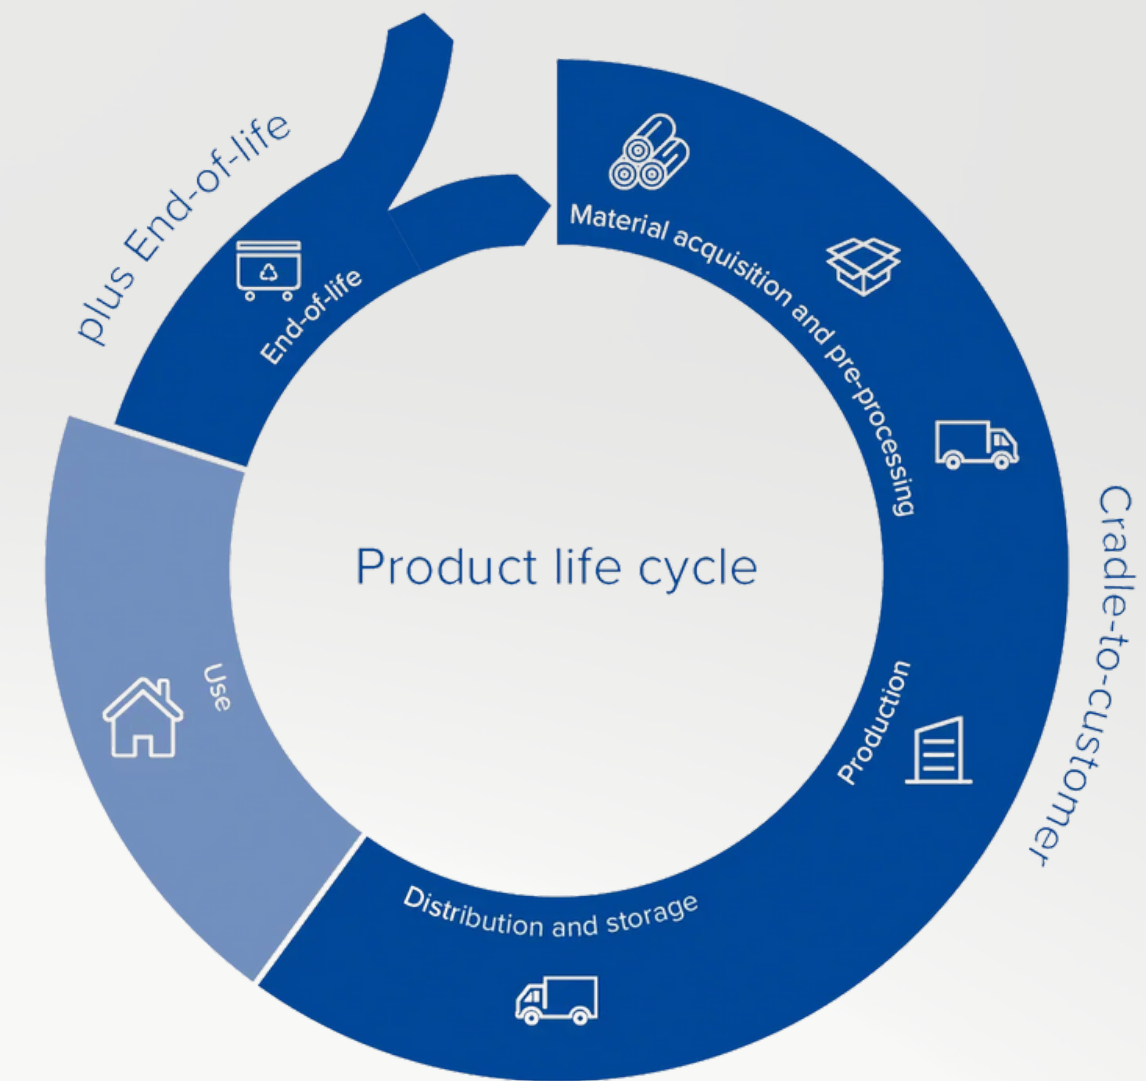 plus End-of-life
End-of-life
Material acquisition and pre-processing
Product life cycle
Cradle-to-customer
Use
Production
Distribution and storage